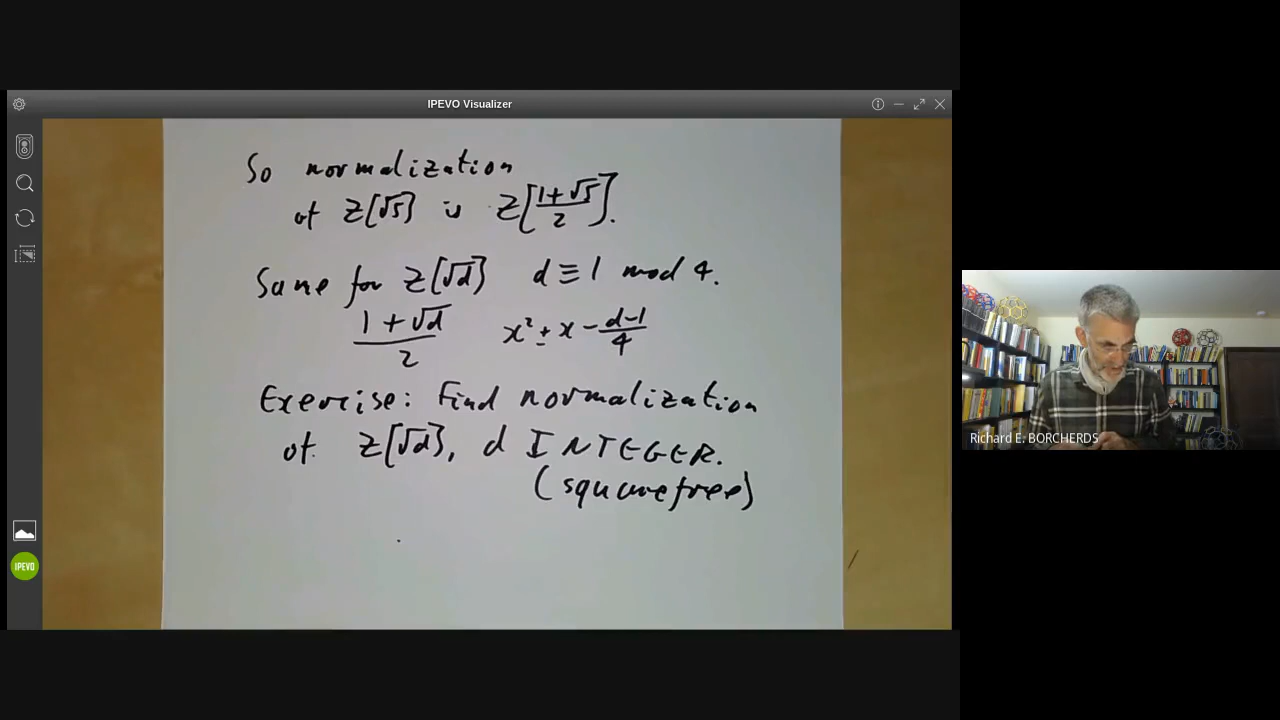 IPEVO Visualizer
So normalization
of Z[√5] is Z[(1+√5)/2].
Same for Z[√d] d ≡ 1 mod 4.
(1+√d)/2 x² ± x - (d-1)/4
Exercise: Find normalization
of Z[√d], d INTEGER.
(squarefree)
IPEVO
Richard E. BORCHERDS